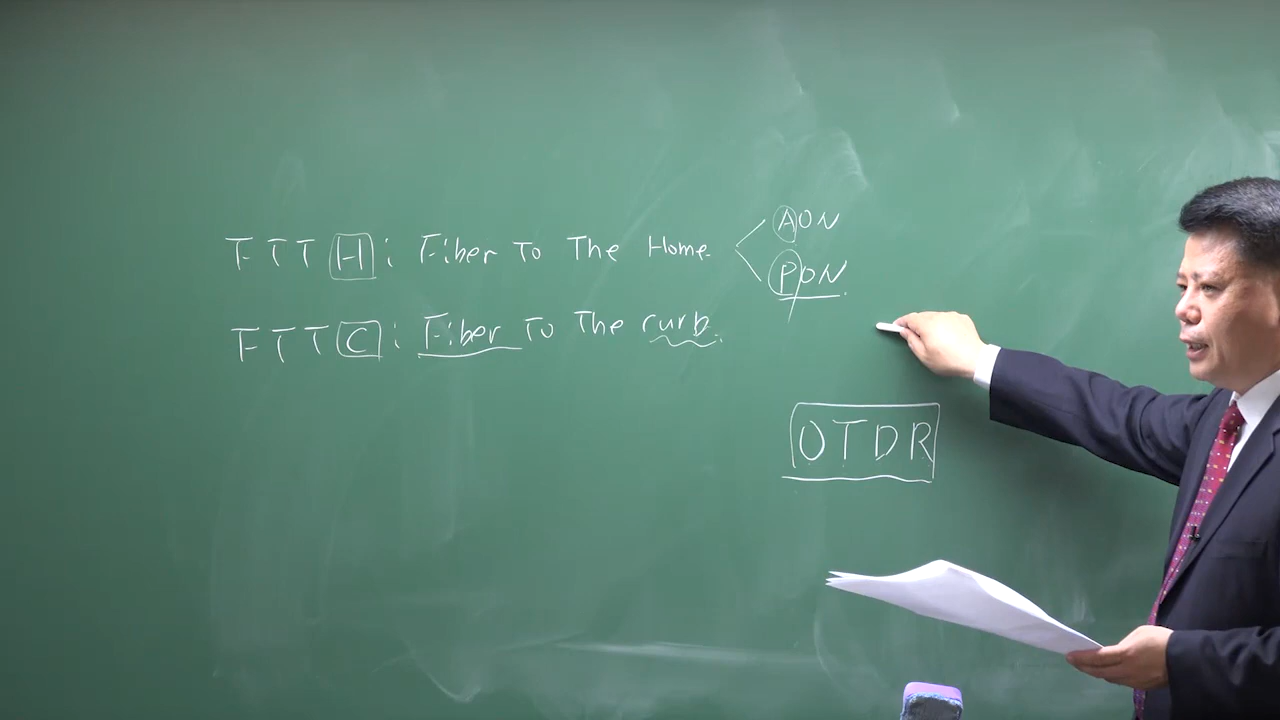 FTTH : Fiber To The Home.
AON
PON.
FTTC : Fiber To The curb.
OTDR